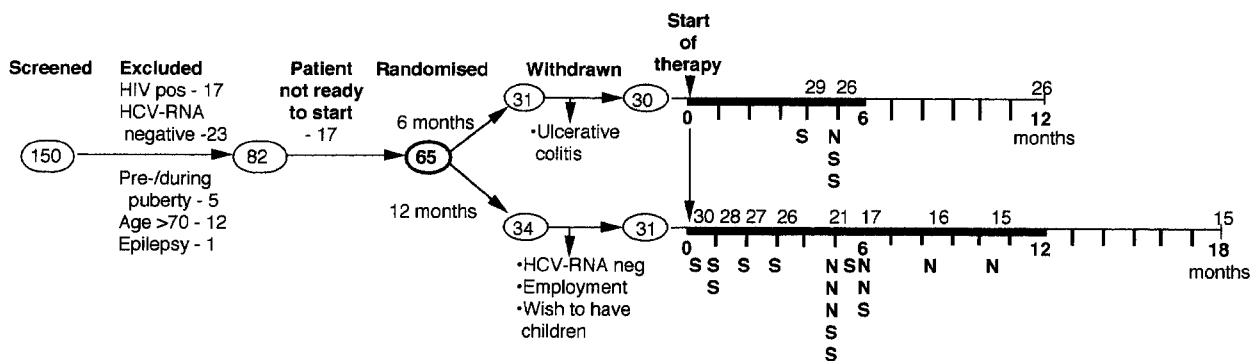 Start
of
therapy
Screened
Excluded
HIV pos - 17
HCV-RNA
negative -23
Pre-/during
puberty - 5
Age >70 - 12
Epilepsy - 1
Patient
not ready
to start
- 17
Randomised
Withdrawn
150
82
65
6 months
12 months
31
30
•Ulcerative
colitis
29 26 26
0 6 12
months
S N
S
S
34
31
•HCV-RNA neg
•Employment
•Wish to have
children
30 28 27 26 21 17 16 15 15
0 6 12 18
months
S S S S N S N N N
S N N
N S
S
S